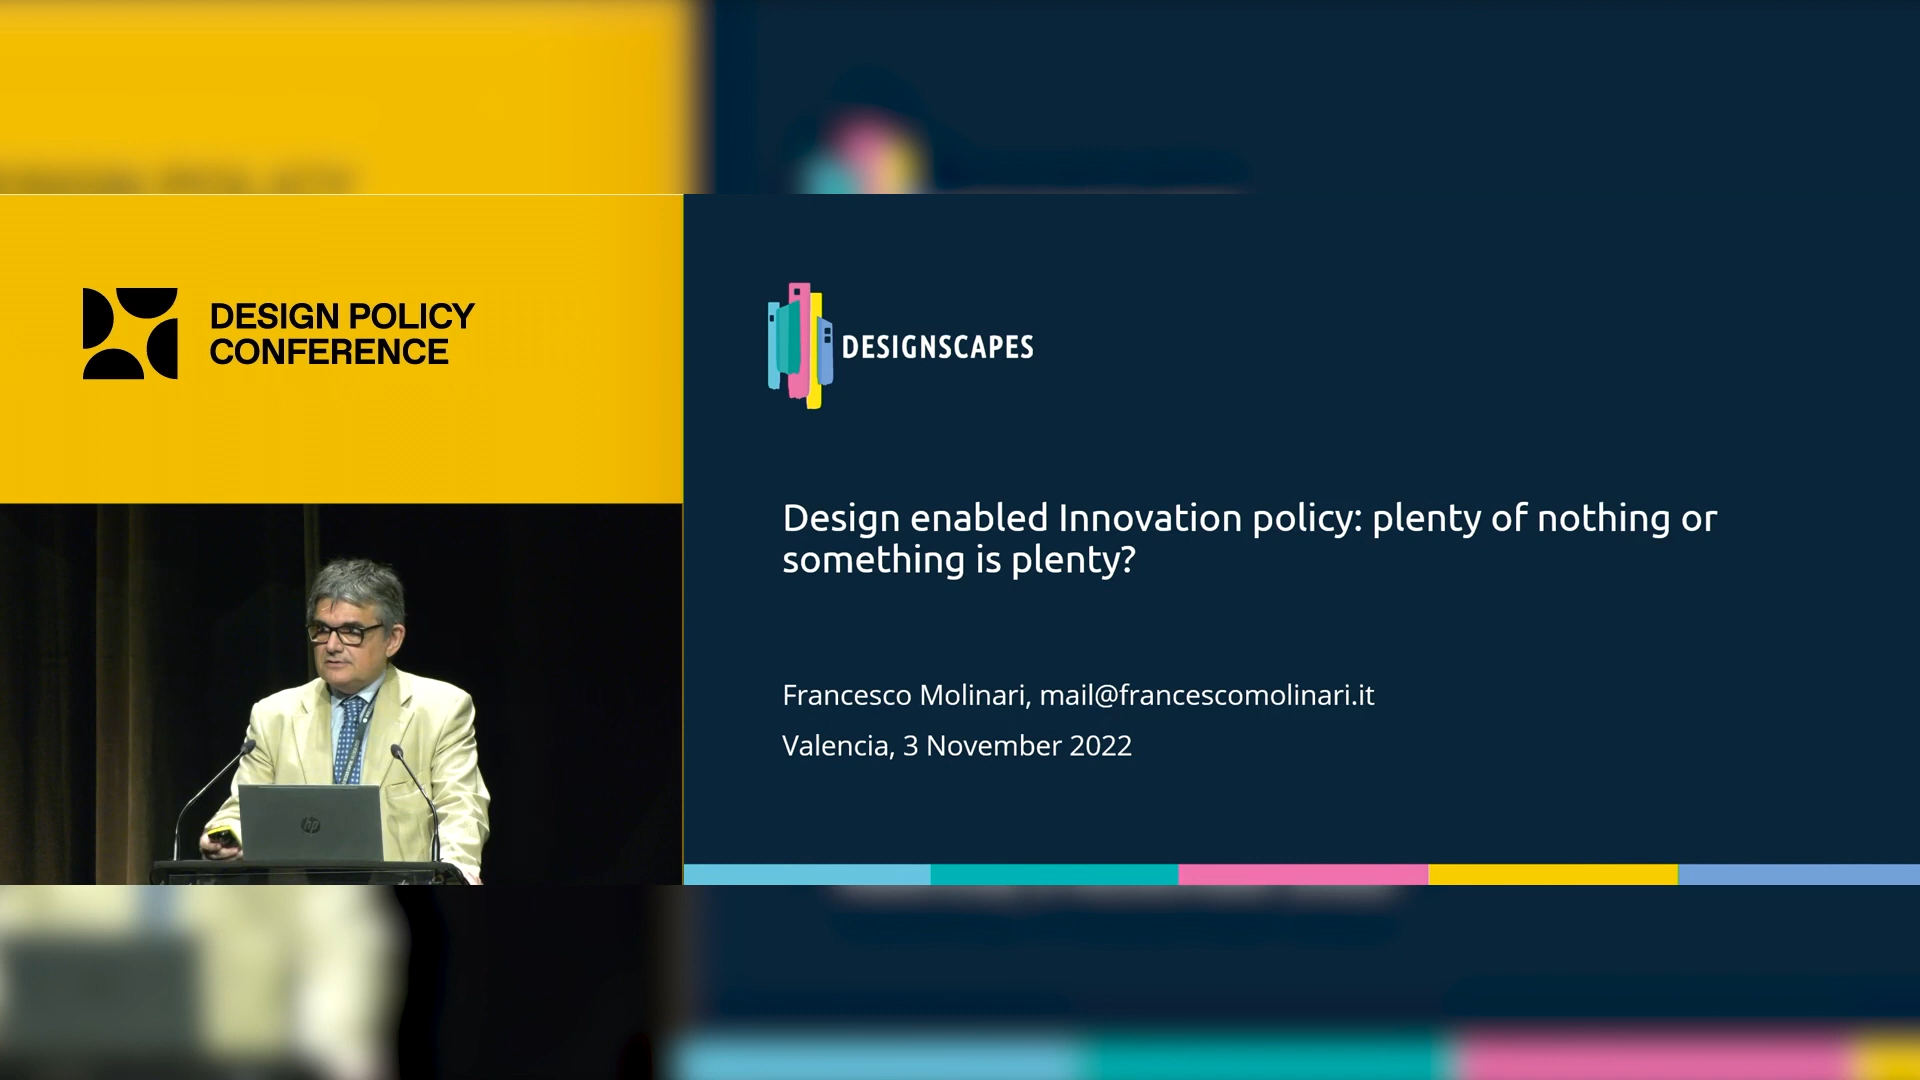 DESIGN POLICY
CONFERENCE
DESIGNSCAPES
Design enabled Innovation policy: plenty of nothing or
something is plenty?
Francesco Molinari, mail@francescomolinari.it
Valencia, 3 November 2022
hp